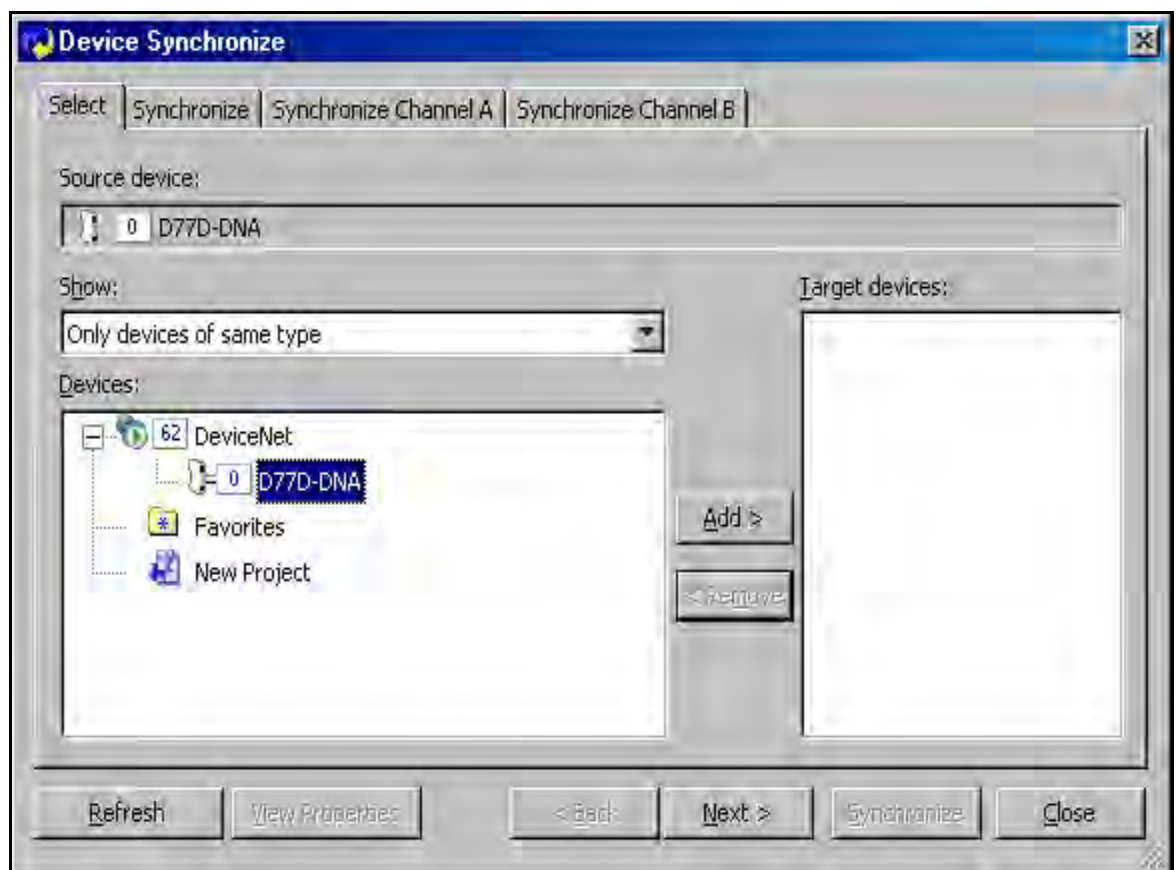 Device Synchronize
Select Synchronize Synchronize Channel A Synchronize Channel B
Source device:
0 D77D-DNA
Show: Target devices:
Only devices of same type
Devices:
62 DeviceNet
0 D77D-DNA
Add >
Favorites
New Project
< Remove
Refresh View Properties < Back Next > Synchronize Close